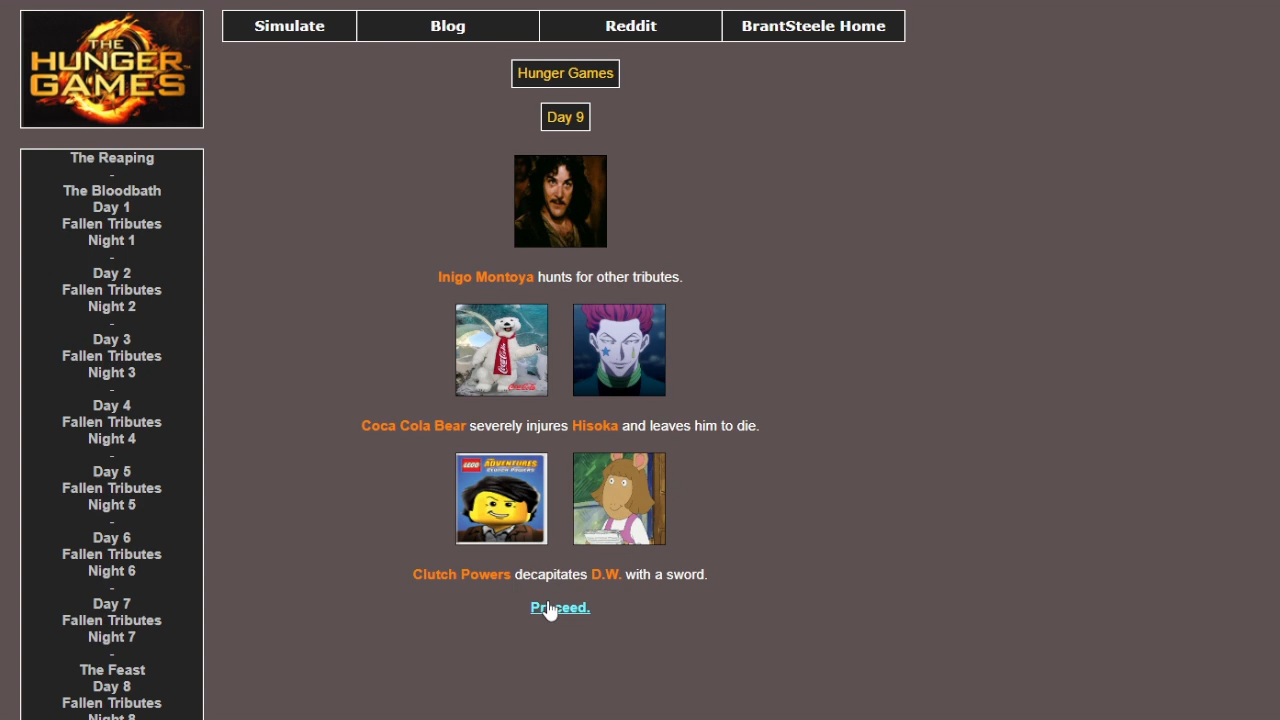 THE
HUNGER
GAMES
Simulate
Blog
Reddit
BrantSteele Home
Hunger Games
Day 9
The Reaping
-
The Bloodbath
Day 1
Fallen Tributes
Night 1
-
Day 2
Fallen Tributes
Night 2
-
Day 3
Fallen Tributes
Night 3
-
Day 4
Fallen Tributes
Night 4
-
Day 5
Fallen Tributes
Night 5
-
Day 6
Fallen Tributes
Night 6
-
Day 7
Fallen Tributes
Night 7
-
The Feast
Day 8
Fallen Tributes
Night 8
Inigo Montoya hunts for other tributes.
Coca-Cola
Coca Cola Bear severely injures Hisoka and leaves him to die.
LEGO
ADVENTURES
CLUTCH POWERS
Clutch Powers decapitates D.W. with a sword.
Proceed.